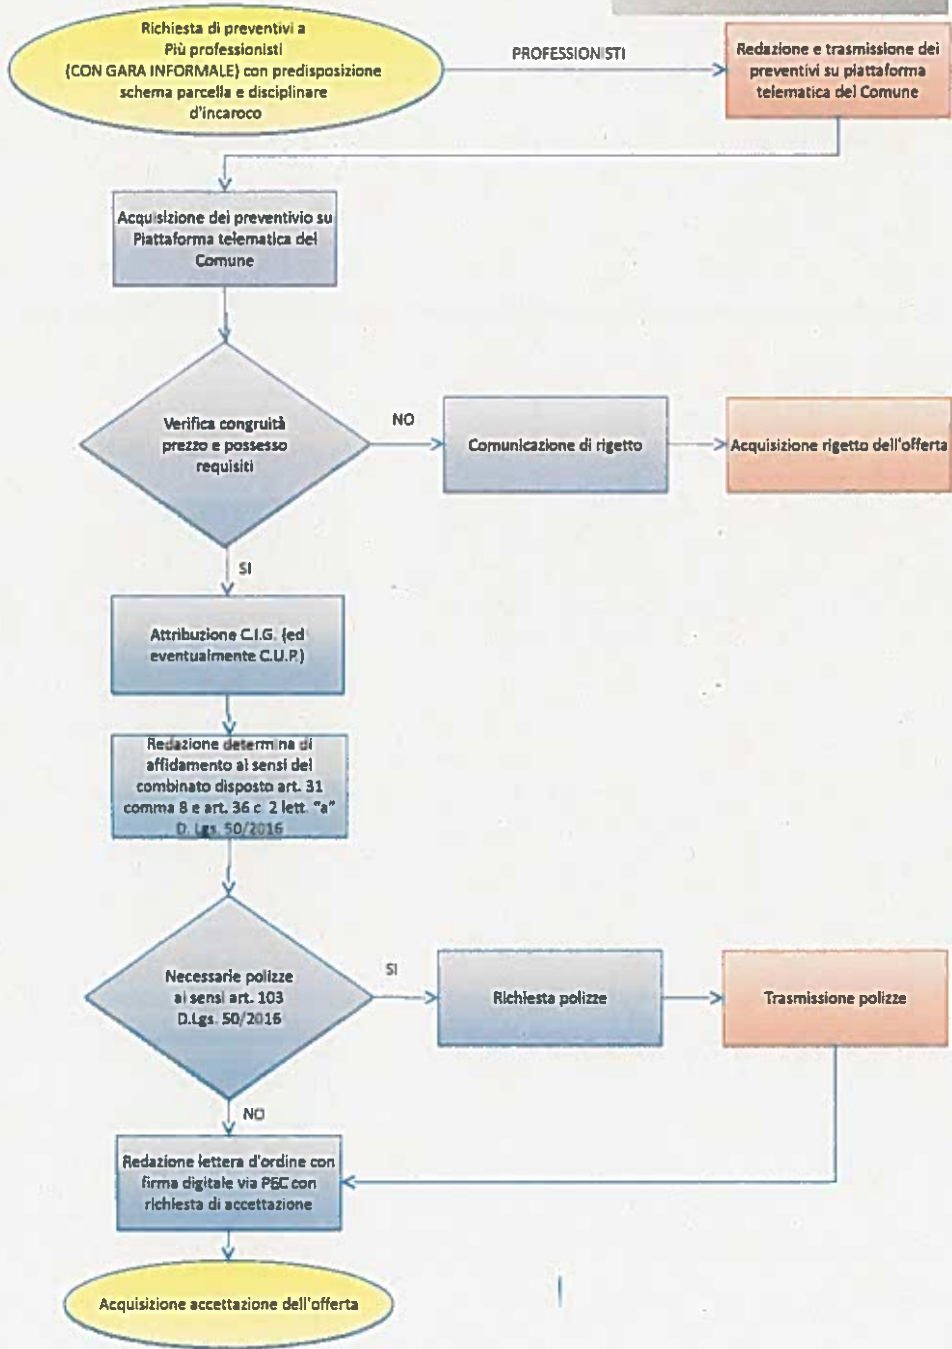 Richiesta di preventivi a
Più professionisti
(CON GARA INFORMALE) con predisposizione
schema parcella e disciplinare
d'incaroco
PROFESSIONISTI
Redazione e trasmissione dei
preventivi su piattaforma
telematica del Comune
Acquisizione dei preventivio su
Piattaforma telematica del
Comune
Verifica congruità
prezzo e possesso
requisiti
NO
Comunicazione di rigetto
Acquisizione rigetto dell'offerta
SI
Attribuzione C.I.G. (ed
eventualmente C.U.P.)
Redazione determina di
affidamento ai sensi del
combinato disposto art. 31
comma 8 e art. 36 c 2 lett. "a"
D. Lgs. 50/2016
Necessarie polizze
ai sensi art. 103
D.Lgs. 50/2016
SI
Richiesta polizze
Trasmissione polizze
NO
Redazione lettera d'ordine con
firma digitale via PEC con
richiesta di accettazione
Acquisizione accettazione dell'offerta